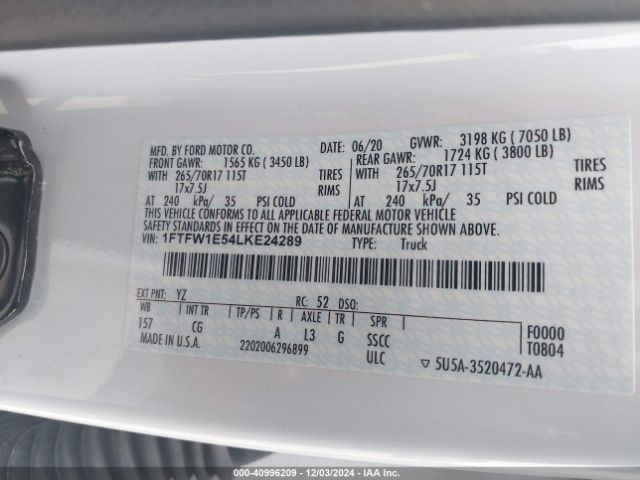 MFD. BY FORD MOTOR CO. DATE: 06/20 GVWR: 3198 KG ( 7050 LB)
FRONT GAWR: 1565 KG ( 3450 LB) REAR GAWR: 1724 KG ( 3800 LB)
WITH 265/70R17 115T TIRES WITH 265/70R17 115T TIRES
17x7.5J RIMS 17x7.5J RIMS
AT 240 kPa/ 35 PSI COLD AT 240 kPa/ 35 PSI COLD
THIS VEHICLE CONFORMS TO ALL APPLICABLE FEDERAL MOTOR VEHICLE
SAFETY STANDARDS IN EFFECT ON THE DATE OF MANUFACTURE SHOWN ABOVE.
VIN: 1FTFW1E54LKE24289 TYPE: Truck
EXT PNT: YZ RC: 52 DSO:
WB INT TR TP/PS R AXLE TR SPR F0000
157 CG A L3 G SSCC T0804
MADE IN U.S.A. 2202006296899 ULC ▽ 5U5A-3520472-AA
000-40996209 - 12/03/2024 - IAA Inc.